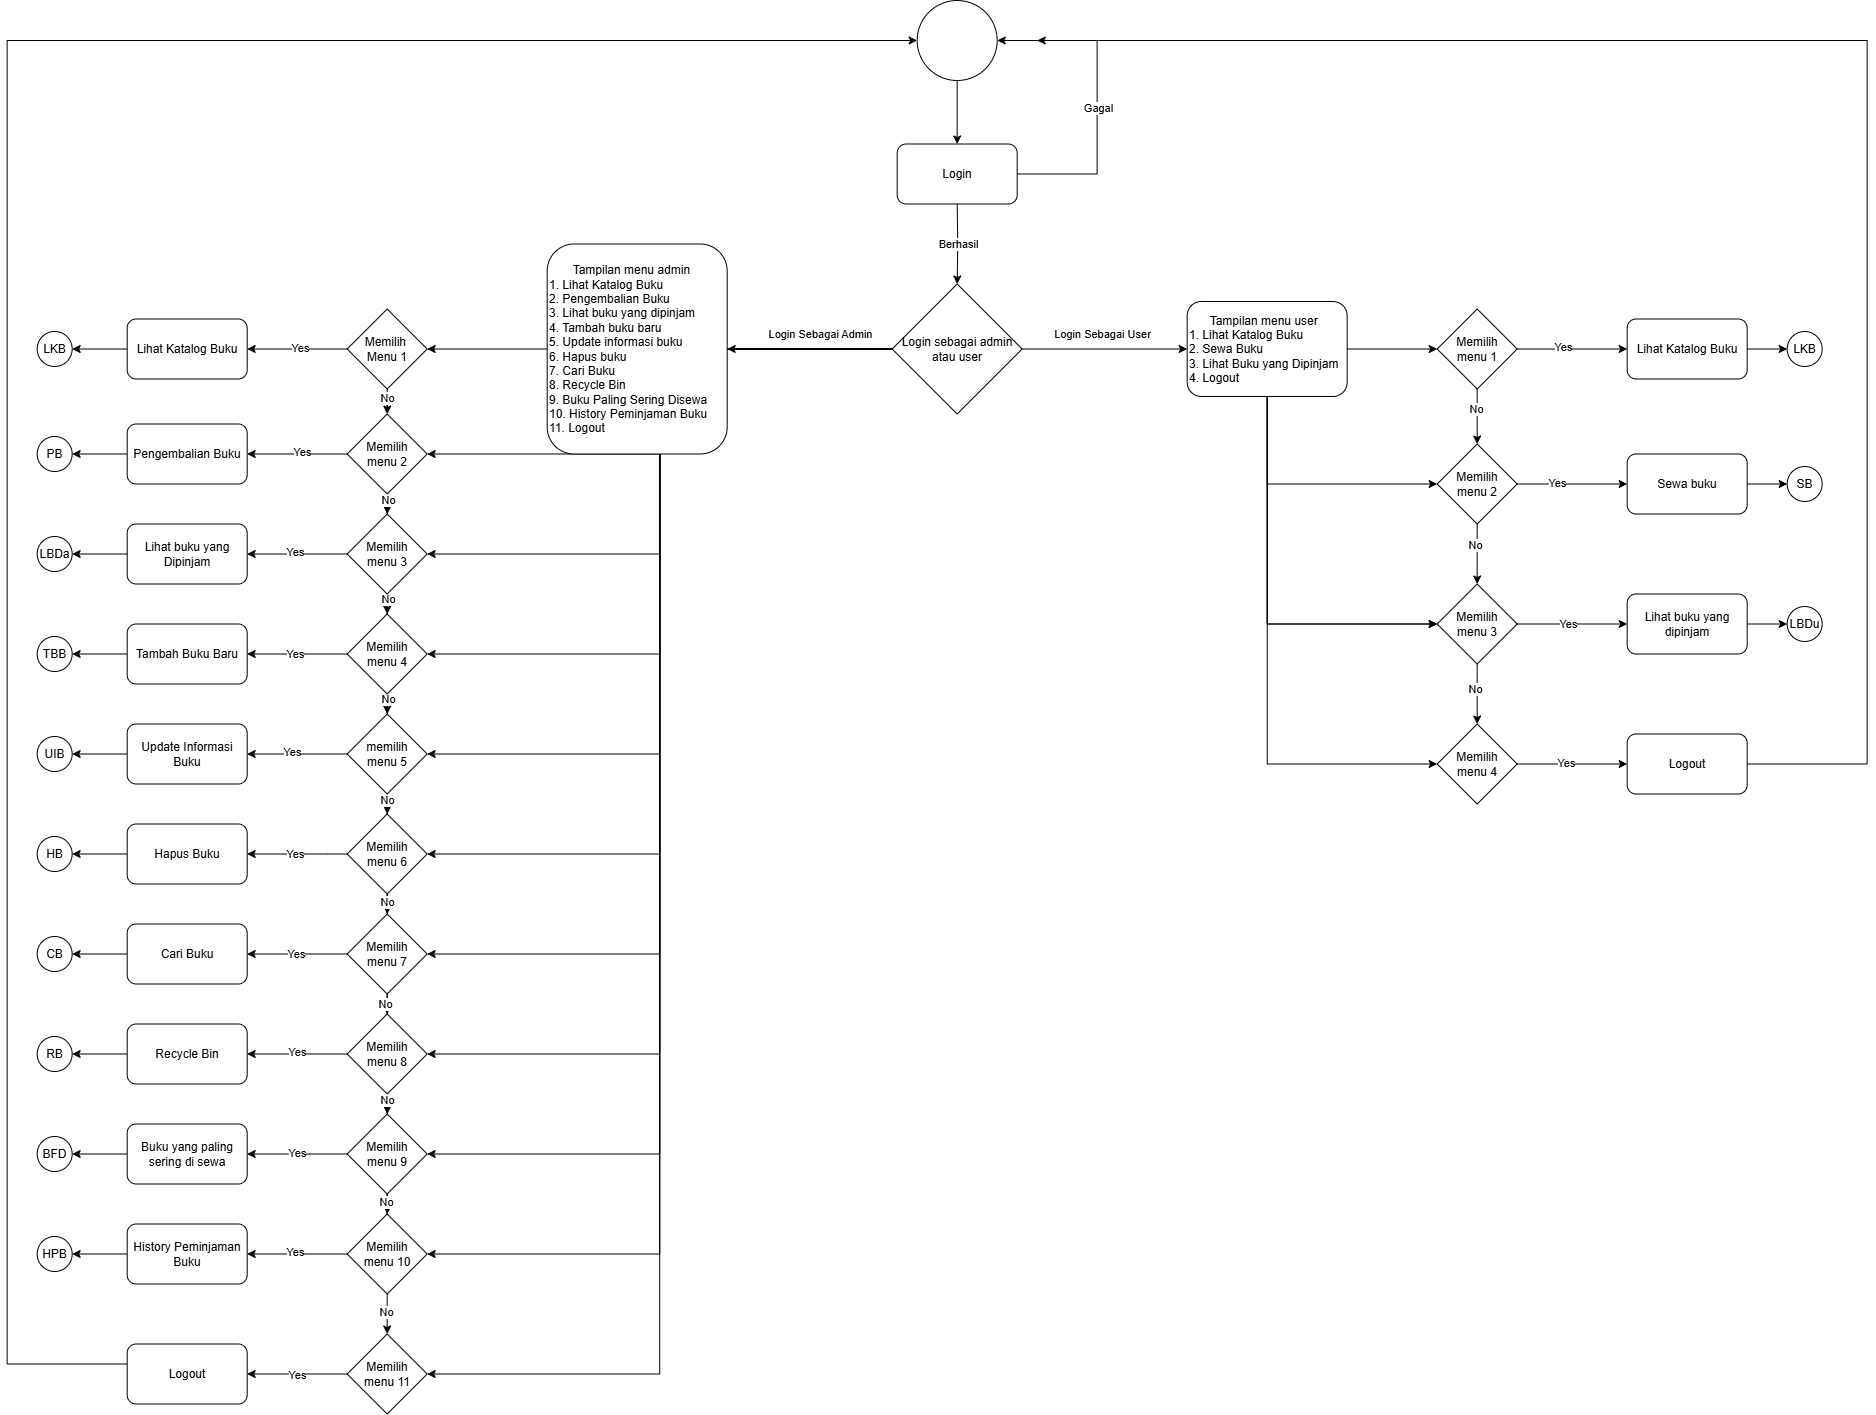 Gagal
Login
Berhasil
Login sebagai admin
atau user
Login Sebagai Admin
Login Sebagai User
Tampilan menu admin
1. Lihat Katalog Buku
2. Pengembalian Buku
3. Lihat buku yang dipinjam
4. Tambah buku baru
5. Update informasi buku
6. Hapus buku
7. Cari Buku
8. Recycle Bin
9. Buku Paling Sering Disewa
10. History Peminjaman Buku
11. Logout
Memilih
Menu 1
Yes
Lihat Katalog Buku
LKB
No
Memilih
menu 2
Yes
Pengembalian Buku
PB
No
Memilih
menu 3
Yes
Lihat buku yang
Dipinjam
LBDa
No
Memilih
menu 4
Yes
Tambah Buku Baru
TBB
No
memilih
menu 5
Yes
Update Informasi
Buku
UIB
No
Memilih
menu 6
Yes
Hapus Buku
HB
No
Memilih
menu 7
Yes
Cari Buku
CB
No
Memilih
menu 8
Yes
Recycle Bin
RB
No
Memilih
menu 9
Yes
Buku yang paling
sering di sewa
BFD
No
Memilih
menu 10
Yes
History Peminjaman
Buku
HPB
No
Memilih
menu 11
Yes
Logout
Tampilan menu user
1. Lihat Katalog Buku
2. Sewa Buku
3. Lihat Buku yang Dipinjam
4. Logout
Memilih
menu 1
Yes
Lihat Katalog Buku
LKB
No
Memilih
menu 2
Yes
Sewa buku
SB
No
Memilih
menu 3
Yes
Lihat buku yang
dipinjam
LBDu
No
Memilih
menu 4
Yes
Logout